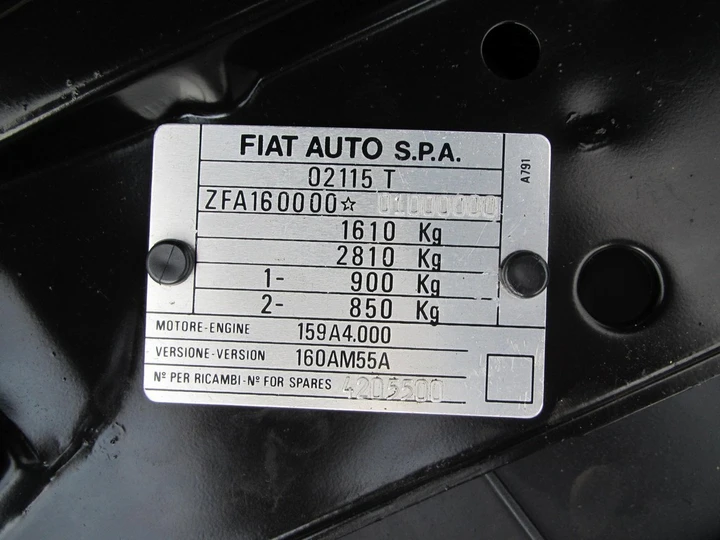 FIAT AUTO S.P.A.
02115 T
ZFA160000☆
1610 Kg
2810 Kg
1- 900 Kg
2- 850 Kg
MOTORE-ENGINE 159A4.000
VERSIONE-VERSION 160AM55A
Nº PER RICAMBI-Nº FOR SPARES 4205500
A791